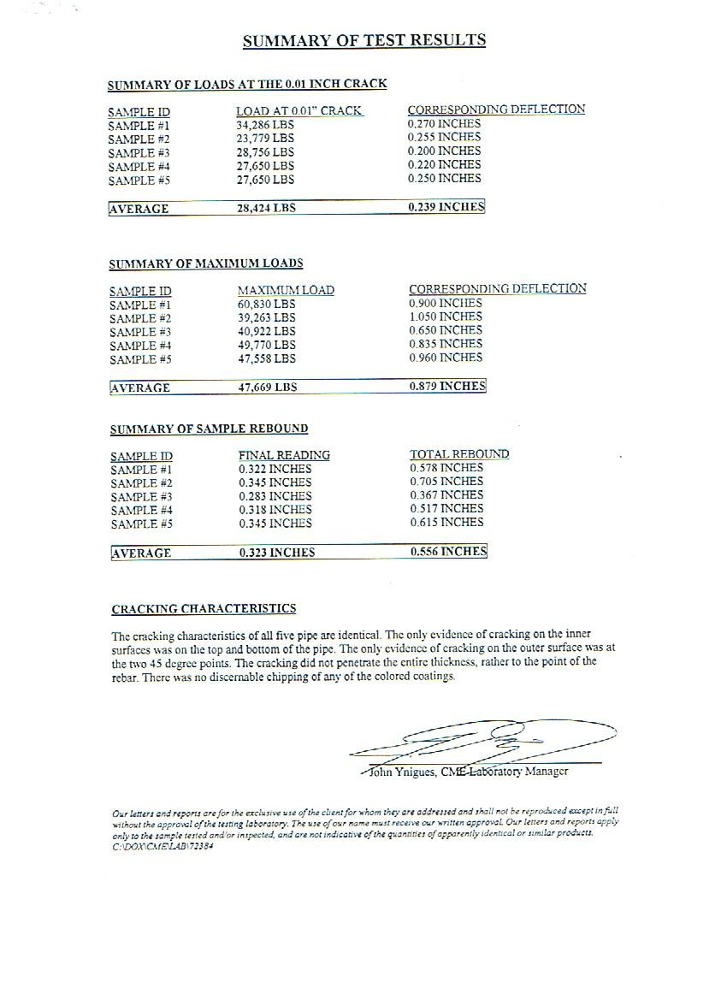 SUMMARY OF TEST RESULTS
SUMMARY OF LOADS AT THE 0.01 INCH CRACK
SAMPLE ID LOAD AT 0.01” CRACK CORRESPONDING DEFLECTION
SAMPLE #1 34,286 LBS 0.270 INCHES
SAMPLE #2 23,779 LBS 0.255 INCHES
SAMPLE #3 28,756 LBS 0.200 INCHES
SAMPLE #4 27,650 LBS 0.220 INCHES
SAMPLE #5 27,650 LBS 0.250 INCHES
AVERAGE 28,424 LBS 0.239 INCHES
SUMMARY OF MAXIMUM LOADS
SAMPLE ID MAXIMUM LOAD CORRESPONDING DEFLECTION
SAMPLE #1 60,830 LBS 0.900 INCHES
SAMPLE #2 39,263 LBS 1.050 INCHES
SAMPLE #3 40,922 LBS 0.650 INCHES
SAMPLE #4 49,770 LBS 0.835 INCHES
SAMPLE #5 47,558 LBS 0.960 INCHES
AVERAGE 47,669 LBS 0.879 INCHES
SUMMARY OF SAMPLE REBOUND
SAMPLE ID FINAL READING TOTAL REBOUND
SAMPLE #1 0.322 INCHES 0.578 INCHES
SAMPLE #2 0.345 INCHES 0.705 INCHES
SAMPLE #3 0.283 INCHES 0.367 INCHES
SAMPLE #4 0.318 INCHES 0.517 INCHES
SAMPLE #5 0.345 INCHES 0.615 INCHES
AVERAGE 0.323 INCHES 0.556 INCHES
CRACKING CHARACTERISTICS
The cracking characteristics of all five pipe are identical. The only evidence of cracking on the inner
surfaces was on the top and bottom of the pipe. The only evidence of cracking on the outer surface was at
the two 45 degree points. The cracking did not penetrate the entire thickness, rather to the point of the
rebar. There was no discernable chipping of any of the colored coatings.
John Ynigues, CME Laboratory Manager
Our letters and reports are for the exclusive use of the client for whom they are addressed and shall not be reproduced except in full
without the approval of the testing laboratory. The use of our name must receive our written approval. Our letters and reports apply
only to the sample tested and/or inspected, and are not indicative of the quantities of apparently identical or similar products.
C:\DOX\CME\LAB\72384